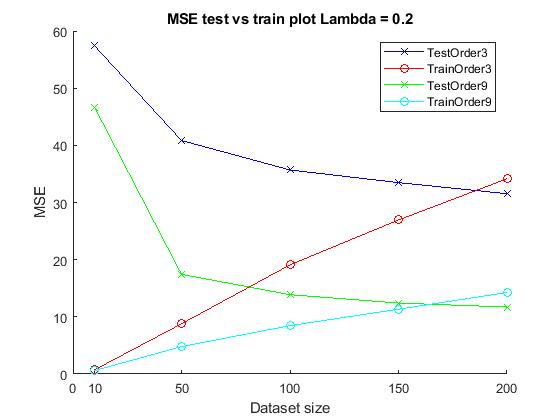 MSE test vs train plot Lambda = 0.2
TestOrder3
TrainOrder3
TestOrder9
TrainOrder9
MSE
60
50
40
30
20
10
0
0 10 50 100 150 200
Dataset size